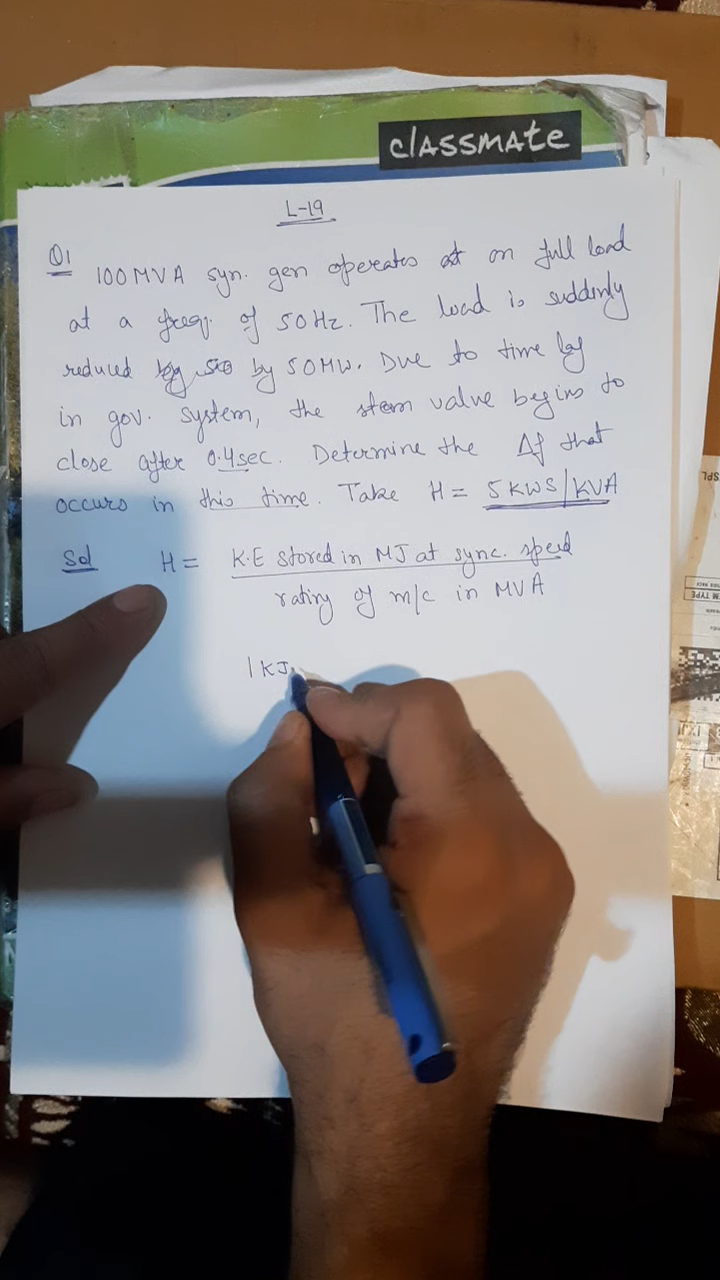 classmate
L-19
Q1 100 MVA syn. gen operates at on full load
at a freq. of 50 Hz. The load is suddenly
reduced by 50 by 50 MW. Due to time lag
in gov. system, the steam valve begins to
close after 0.4 sec. Determine the Δf that
occurs in this time. Take H = 5 KWS/KVA
Sol H = K.E stored in MJ at sync. speed
rating of m/c in MVA
1 KJ